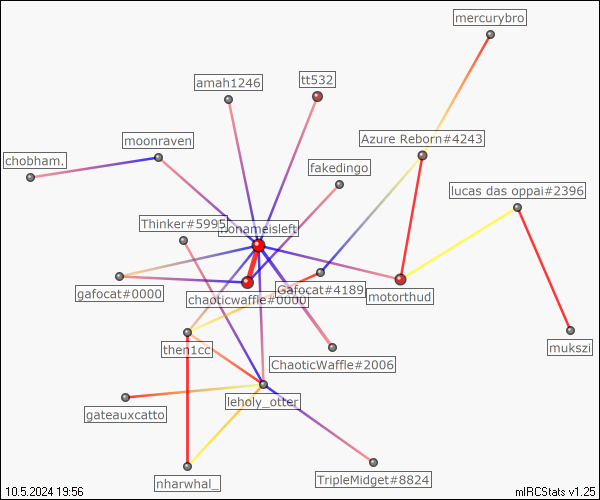 mercurybro
amah1246
tt532
Azure Reborn#4243
moonraven
chobham.
fakedingo
lucas das oppai#2396
Thinker#5995
nonameisleft
gafocat#0000
chaoticwaffle#0000
Gafocat#4189
motorthud
then1cc
mukszi
ChaoticWaffle#2006
leholy_otter
gateauxcatto
nharwhal_
TripleMidget#8824
10.5.2024 19:56
mIRCStats v1.25